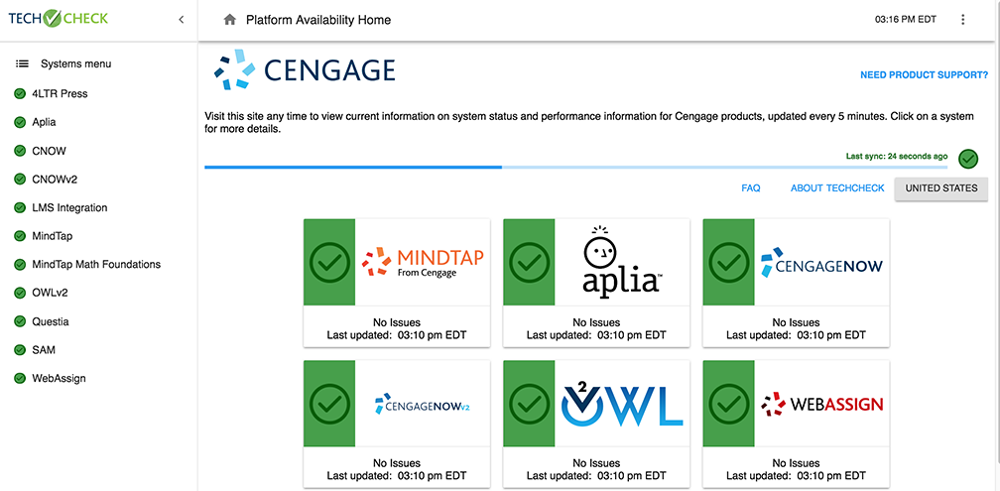 TECH CHECK
Platform Availability Home
03:16 PM EDT
Systems menu
4LTR Press
Aplia
CNOW
CNOWv2
LMS Integration
MindTap
MindTap Math Foundations
OWLv2
Questia
SAM
WebAssign
CENGAGE
NEED PRODUCT SUPPORT?
Visit this site any time to view current information on system status and performance information for Cengage products, updated every 5 minutes. Click on a system
for more details.
Last sync: 24 seconds ago
FAQ
ABOUT TECHCHECK
UNITED STATES
MINDTAP
From Cengage
No Issues
Last updated: 03:10 pm EDT
aplia™
No Issues
Last updated: 03:10 pm EDT
CENGAGENOW
No Issues
Last updated: 03:10 pm EDT
CENGAGENOWv2
No Issues
Last updated: 03:10 pm EDT
OWL
2
No Issues
Last updated: 03:10 pm EDT
WEBASSIGN
No Issues
Last updated: 03:10 pm EDT